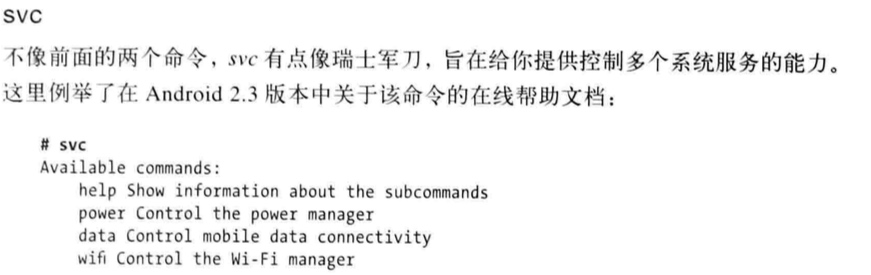 svc
不像前面的两个命令，svc 有点像瑞士军刀，旨在给你提供控制多个系统服务的能力。
这里例举了在 Android 2.3 版本中关于该命令的在线帮助文档：
# svc
Available commands:
help Show information about the subcommands
power Control the power manager
data Control mobile data connectivity
wifi Control the Wi-Fi manager